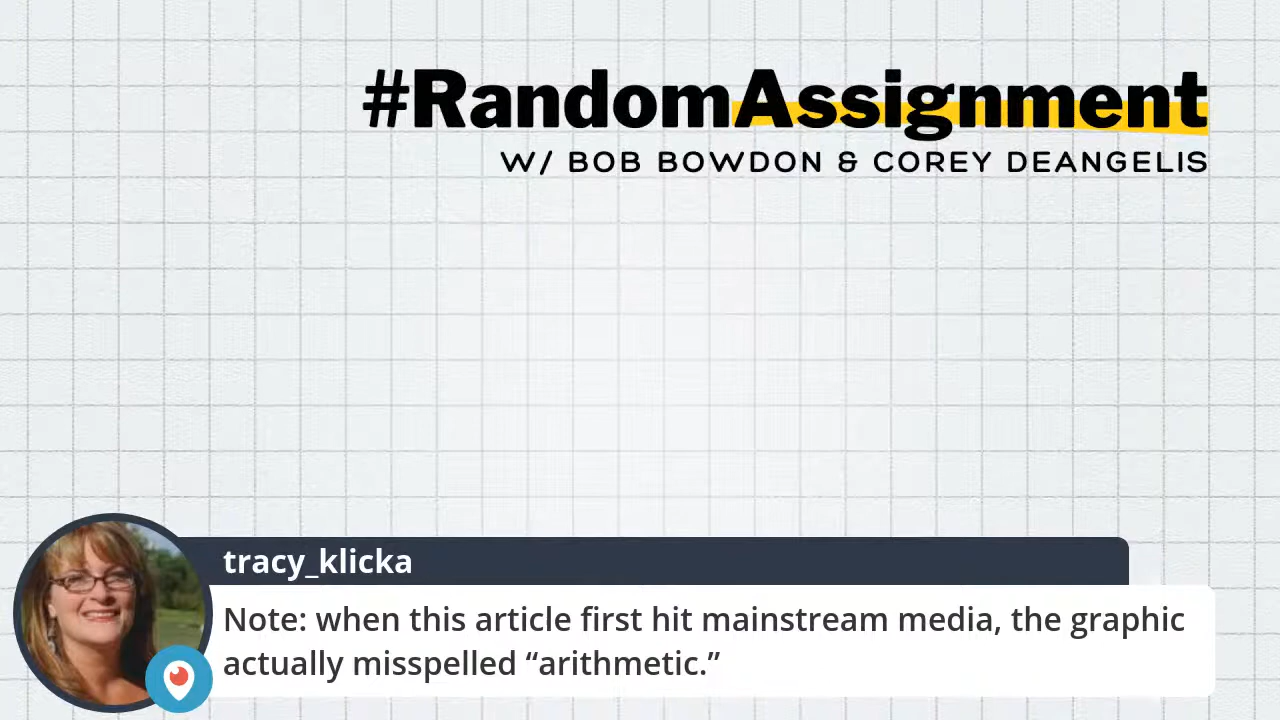 #RandomAssignment
W/ BOB BOWDON & COREY DEANGELIS
tracy_klicka
Note: when this article first hit mainstream media, the graphic
actually misspelled “arithmetic.”